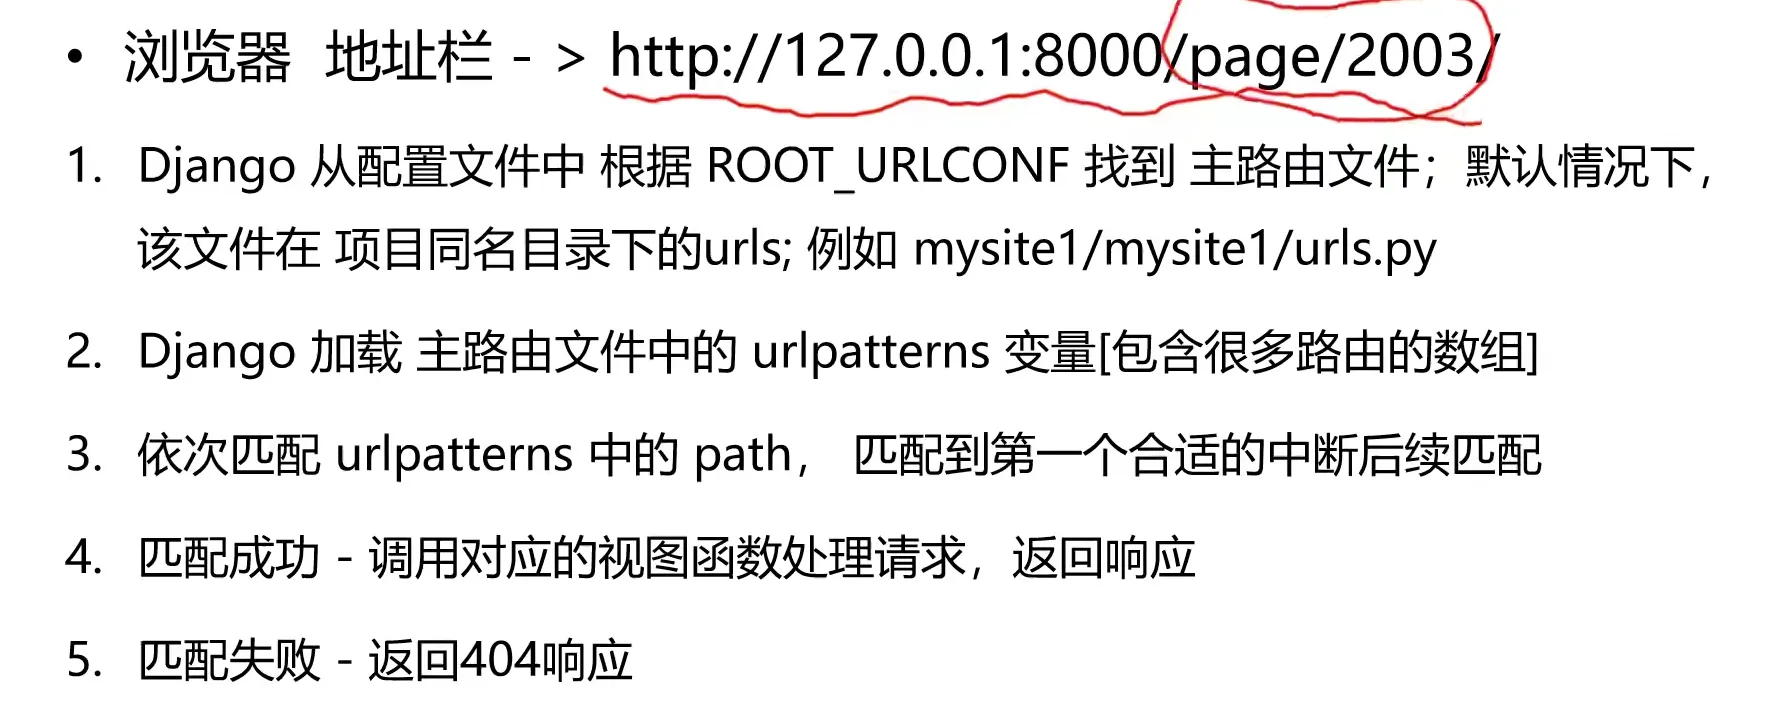 • 浏览器 地址栏 - > http://127.0.0.1:8000/page/2003/
1. Django 从配置文件中 根据 ROOT_URLCONF 找到 主路由文件；默认情况下，
该文件在 项目同名目录下的urls; 例如 mysite1/mysite1/urls.py
2. Django 加载 主路由文件中的 urlpatterns 变量[包含很多路由的数组]
3. 依次匹配 urlpatterns 中的 path， 匹配到第一个合适的中断后续匹配
4. 匹配成功 - 调用对应的视图函数处理请求，返回响应
5. 匹配失败 - 返回404响应